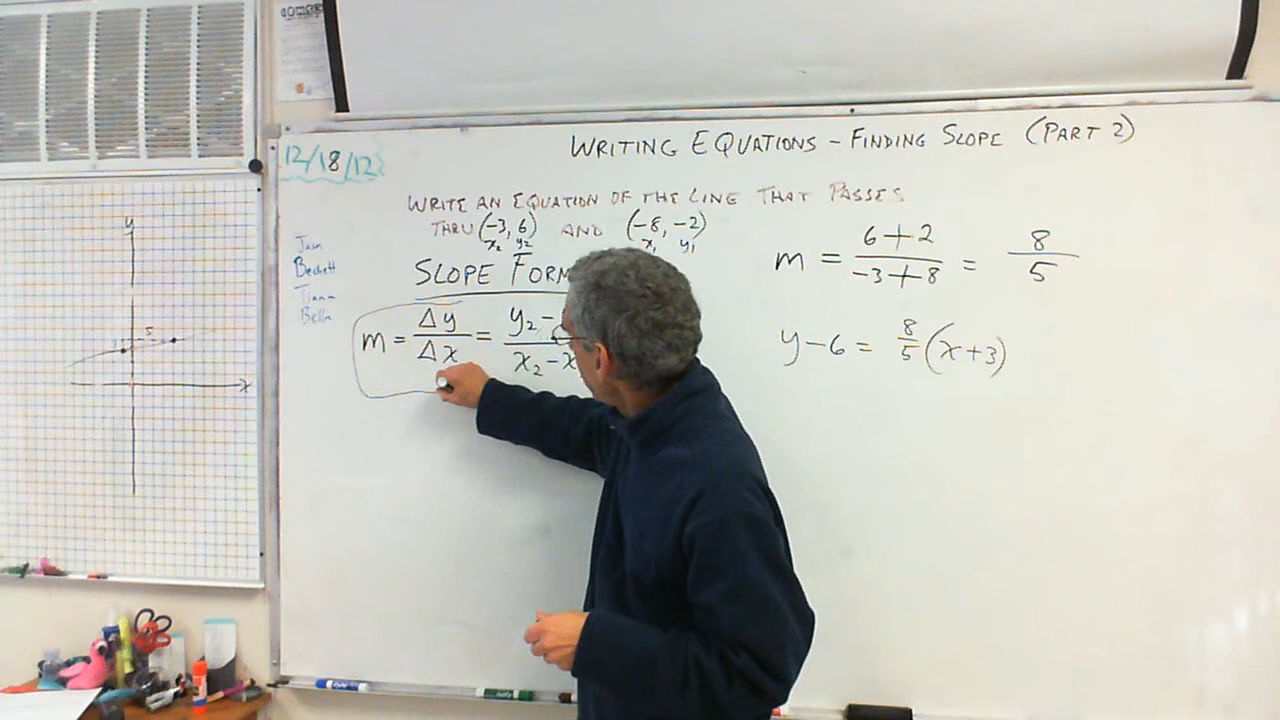 12/18/12
WRITING EQUATIONS - FINDING SLOPE (PART 2)
WRITE AN EQUATION OF THE LINE THAT PASSES
THRU (-3, 6) AND (-8, -2)
x₂ y₂ x₁ y₁
SLOPE FORM
m = Δy/Δx = y₂-/x₂-x
m = 6+2/-3+8 = 8/5
y-6 = 8/5(x+3)
Beckett
Tiana
Bella
y
5
x